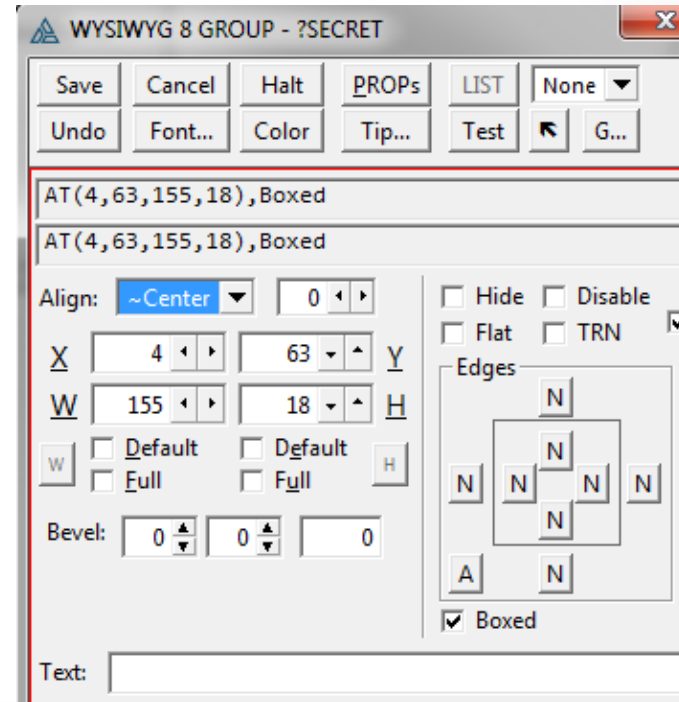 WYSIWYG 8 GROUP - ?SECRET
Save Cancel Halt PROPs LIST None
Undo Font... Color Tip... Test G...
AT(4,63,155,18),Boxed
AT(4,63,155,18),Boxed
Align: ~Center 0 Hide Disable
Flat TRN
X 4 63 Y Edges
W 155 18 H N
W Default Default H N
Full Full N N N N
Bevel: 0 0 0 N
A N
Boxed
Text: